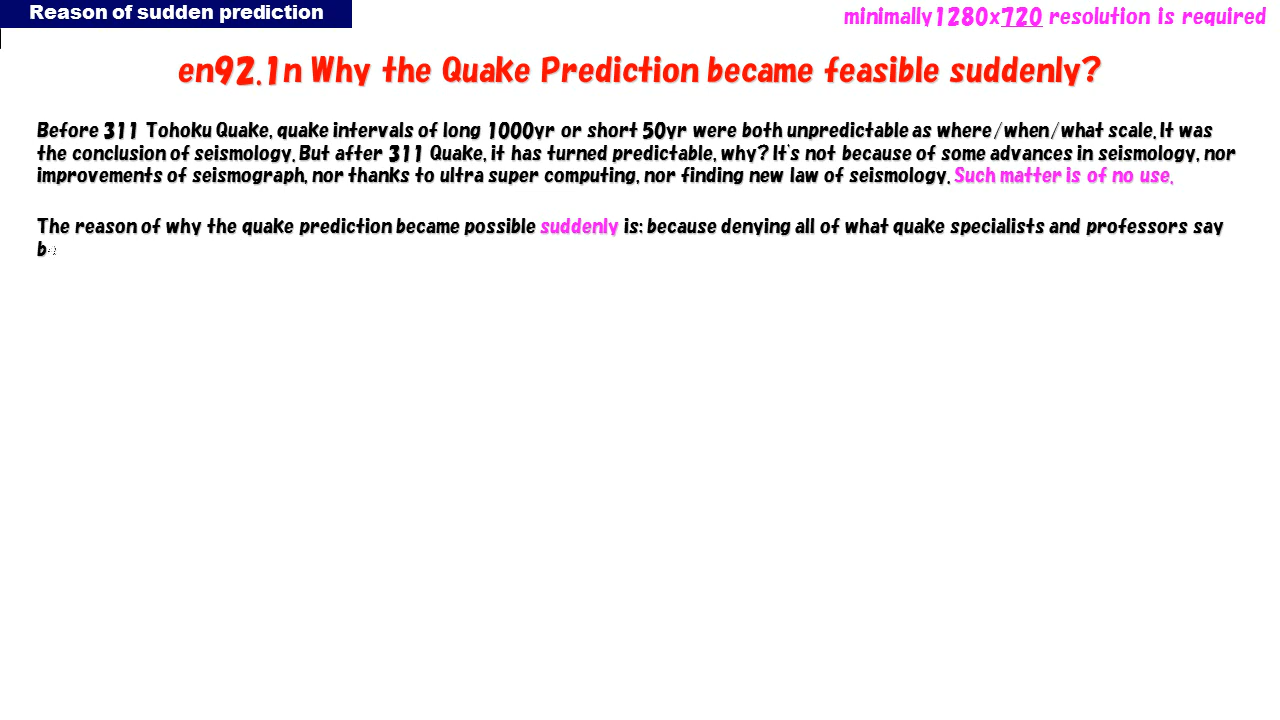 Reason of sudden prediction
minimally1280x720 resolution is required
en92.1n Why the Quake Prediction became feasible suddenly?
Before 311 Tohoku Quake, quake intervals of long 1000yr or short 50yr were both unpredictable as where/when/what scale. It was
the conclusion of seismology. But after 311 Quake, it has turned predictable, why? It's not because of some advances in seismology, nor
improvements of seismograph, nor thanks to ultra super computing, nor finding new law of seismology. Such matter is of no use.
The reason of why the quake prediction became possible suddenly is: because denying all of what quake specialists and professors say
b